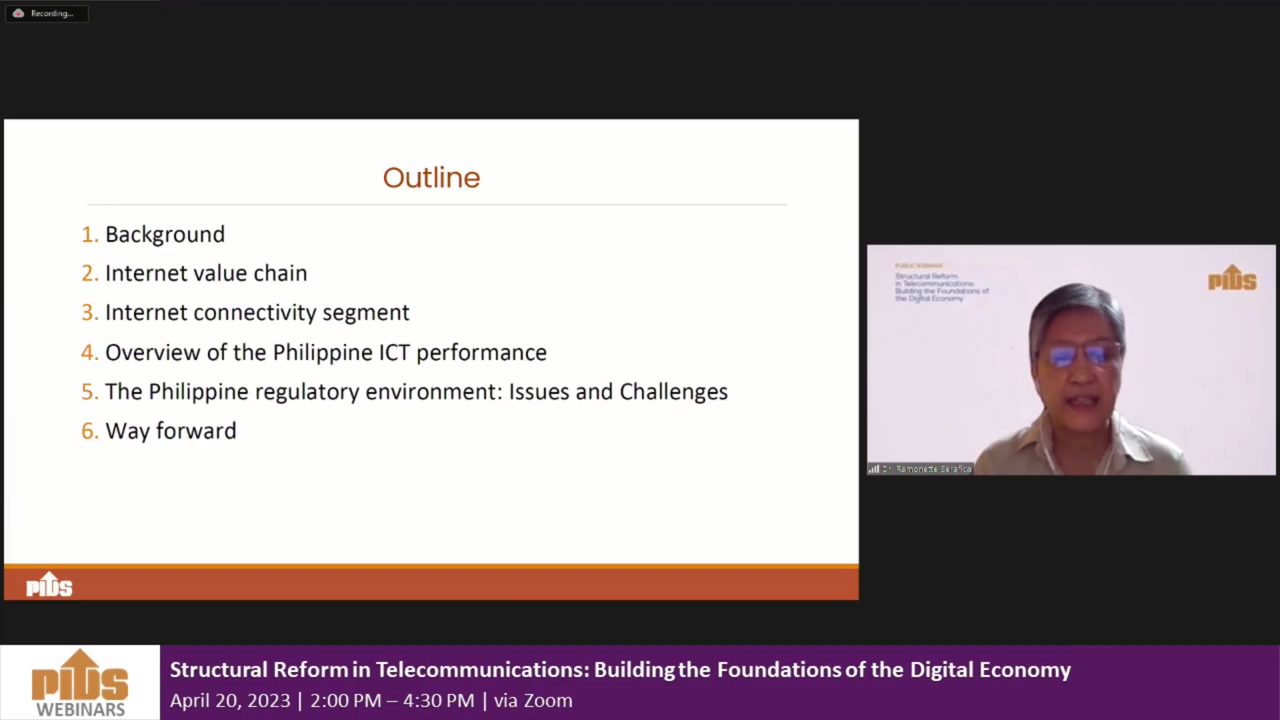 Recording...
Outline
1. Background
2. Internet value chain
3. Internet connectivity segment
4. Overview of the Philippine ICT performance
5. The Philippine regulatory environment: Issues and Challenges
6. Way forward
PIDS
PUBLIC WEBINAR
Structural Reform
in Telecommunications:
Building the Foundations of
the Digital Economy
PIDS
Dr. Ramonette Serafica
PIDS
WEBINARS
Structural Reform in Telecommunications: Building the Foundations of the Digital Economy
April 20, 2023 | 2:00 PM – 4:30 PM | via Zoom